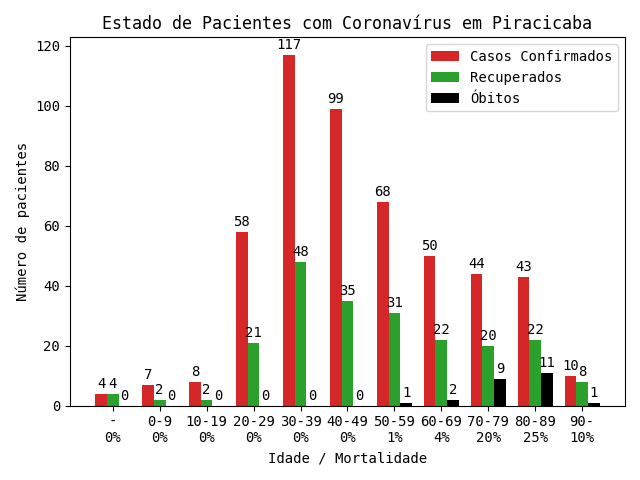 Estado de Pacientes com Coronavírus em Piracicaba
Casos Confirmados
Recuperados
Óbitos
Número de pacientes
120
100
80
60
40
20
0
4 4 0
7 2 0
8 2 0
58 21 0
117 48 0
99 35 0
68 31 1
50 22 2
44 20 9
43 22 11
10 8 1
- 0-9 10-19 20-29 30-39 40-49 50-59 60-69 70-79 80-89 90-
0% 0% 0% 0% 0% 0% 1% 4% 20% 25% 10%
Idade / Mortalidade